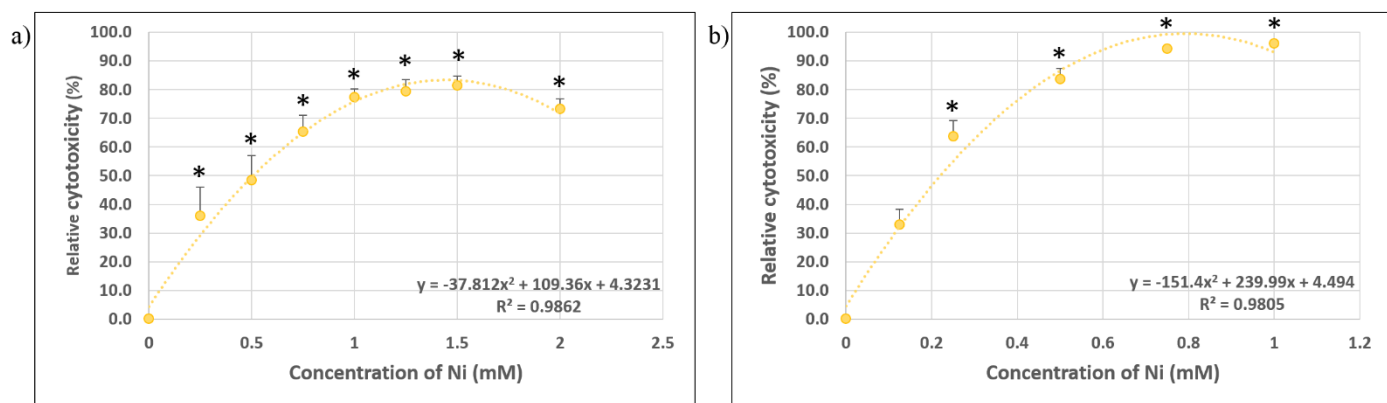 a)
Relative cytotoxicity (%)
100.0
90.0
80.0
70.0
60.0
50.0
40.0
30.0
20.0
10.0
0.0
* * * * * * *
y = -37.812x² + 109.36x + 4.3231
R² = 0.9862
0 0.5 1 1.5 2 2.5
Concentration of Ni (mM)
b)
Relative cytotoxicity (%)
100.0
90.0
80.0
70.0
60.0
50.0
40.0
30.0
20.0
10.0
0.0
* * * *
y = -151.4x² + 239.99x + 4.494
R² = 0.9805
0 0.2 0.4 0.6 0.8 1 1.2
Concentration of Ni (mM)